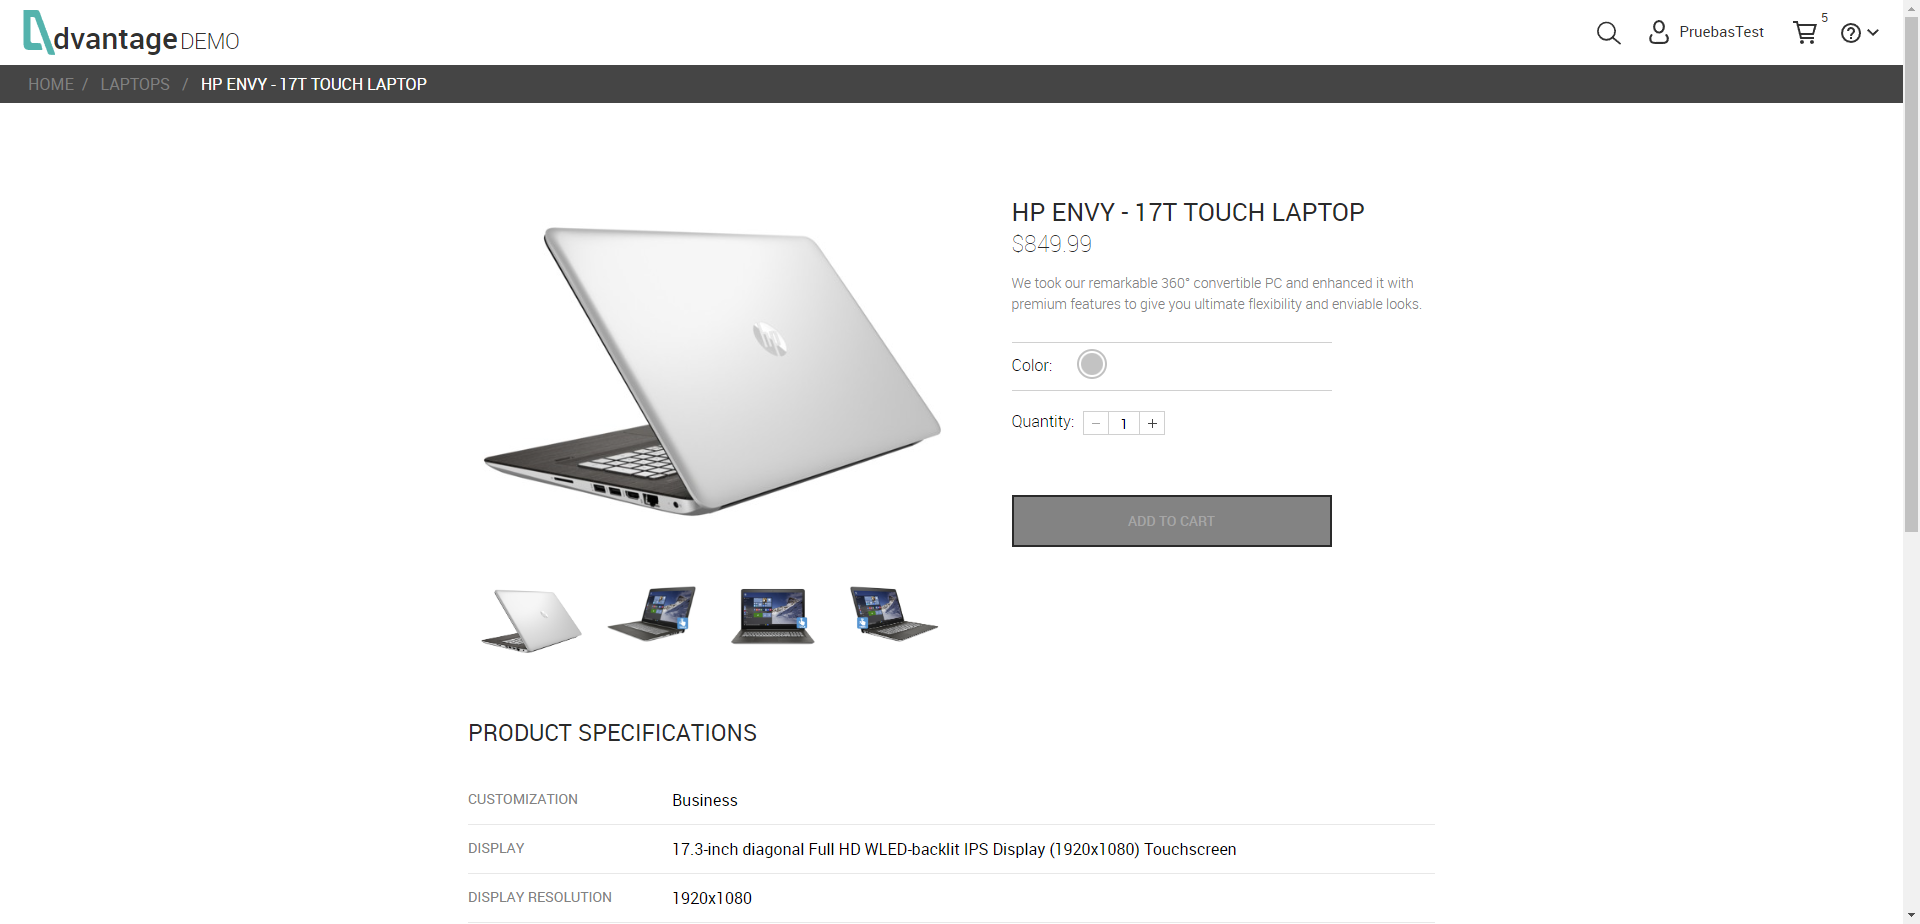 dvantage DEMO
PruebasTest
5
HOME / LAPTOPS / HP ENVY - 17T TOUCH LAPTOP
HP ENVY - 17T TOUCH LAPTOP
$849.99
We took our remarkable 360° convertible PC and enhanced it with
premium features to give you ultimate flexibility and enviable looks.
Color:
Quantity: − 1 +
ADD TO CART
PRODUCT SPECIFICATIONS
CUSTOMIZATION Business
DISPLAY 17.3-inch diagonal Full HD WLED-backlit IPS Display (1920x1080) Touchscreen
DISPLAY RESOLUTION 1920x1080